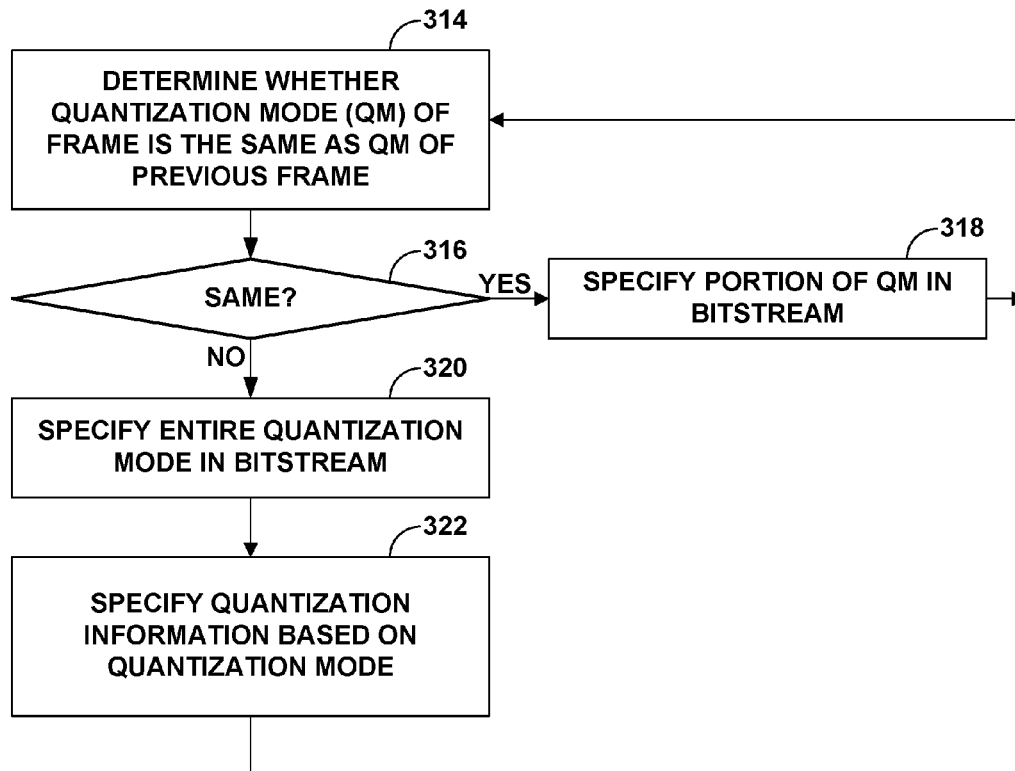 314
DETERMINE WHETHER
QUANTIZATION MODE (QM) OF
FRAME IS THE SAME AS QM OF
PREVIOUS FRAME
316
SAME?
YES
318
SPECIFY PORTION OF QM IN
BITSTREAM
NO
320
SPECIFY ENTIRE QUANTIZATION
MODE IN BITSTREAM
322
SPECIFY QUANTIZATION
INFORMATION BASED ON
QUANTIZATION MODE